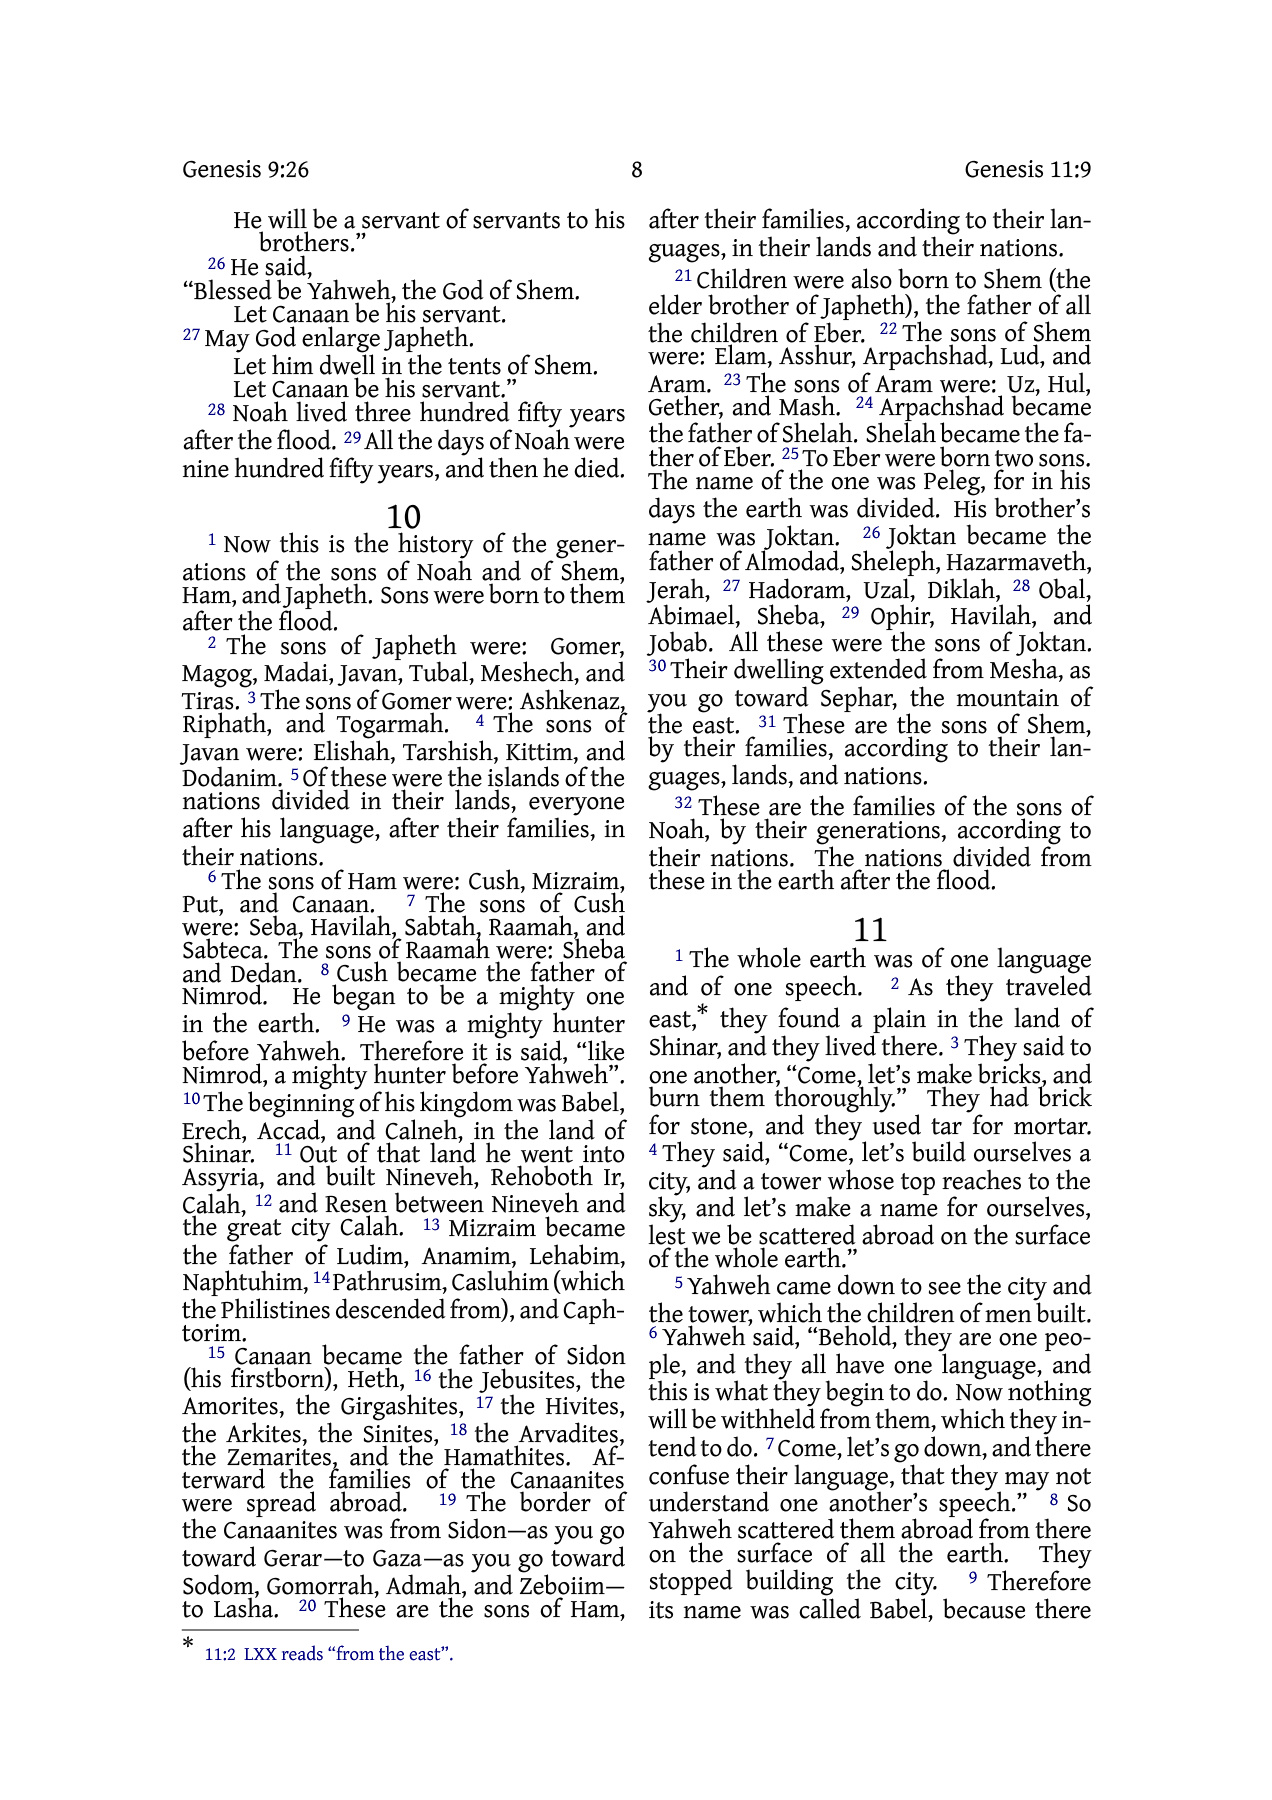 Genesis 9:26 8 Genesis 11:9
He will be a servant of servants to his
brothers.”
26 He said,
“Blessed be Yahweh, the God of Shem.
Let Canaan be his servant.
27 May God enlarge Japheth.
Let him dwell in the tents of Shem.
Let Canaan be his servant.”
28 Noah lived three hundred fifty years
after the flood. 29 All the days of Noah were
nine hundred fifty years, and then he died.
10
1 Now this is the history of the gener-
ations of the sons of Noah and of Shem,
Ham, and Japheth. Sons were born to them
after the flood.
2 The sons of Japheth were: Gomer,
Magog, Madai, Javan, Tubal, Meshech, and
Tiras. 3 The sons of Gomer were: Ashkenaz,
Riphath, and Togarmah. 4 The sons of
Javan were: Elishah, Tarshish, Kittim, and
Dodanim. 5 Of these were the islands of the
nations divided in their lands, everyone
after his language, after their families, in
their nations.
6 The sons of Ham were: Cush, Mizraim,
Put, and Canaan. 7 The sons of Cush
were: Seba, Havilah, Sabtah, Raamah, and
Sabteca. The sons of Raamah were: Sheba
and Dedan. 8 Cush became the father of
Nimrod. He began to be a mighty one
in the earth. 9 He was a mighty hunter
before Yahweh. Therefore it is said, “like
Nimrod, a mighty hunter before Yahweh”.
10 The beginning of his kingdom was Babel,
Erech, Accad, and Calneh, in the land of
Shinar. 11 Out of that land he went into
Assyria, and built Nineveh, Rehoboth Ir,
Calah, 12 and Resen between Nineveh and
the great city Calah. 13 Mizraim became
the father of Ludim, Anamim, Lehabim,
Naphtuhim, 14 Pathrusim, Casluhim (which
the Philistines descended from), and Caph-
torim.
15 Canaan became the father of Sidon
(his firstborn), Heth, 16 the Jebusites, the
Amorites, the Girgashites, 17 the Hivites,
the Arkites, the Sinites, 18 the Arvadites,
the Zemarites, and the Hamathites. Af-
terward the families of the Canaanites
were spread abroad. 19 The border of
the Canaanites was from Sidon—as you go
toward Gerar—to Gaza—as you go toward
Sodom, Gomorrah, Admah, and Zeboiim—
to Lasha. 20 These are the sons of Ham,
after their families, according to their lan-
guages, in their lands and their nations.
21 Children were also born to Shem (the
elder brother of Japheth), the father of all
the children of Eber. 22 The sons of Shem
were: Elam, Asshur, Arpachshad, Lud, and
Aram. 23 The sons of Aram were: Uz, Hul,
Gether, and Mash. 24 Arpachshad became
the father of Shelah. Shelah became the fa-
ther of Eber. 25 To Eber were born two sons.
The name of the one was Peleg, for in his
days the earth was divided. His brother’s
name was Joktan. 26 Joktan became the
father of Almodad, Sheleph, Hazarmaveth,
Jerah, 27 Hadoram, Uzal, Diklah, 28 Obal,
Abimael, Sheba, 29 Ophir, Havilah, and
Jobab. All these were the sons of Joktan.
30 Their dwelling extended from Mesha, as
you go toward Sephar, the mountain of
the east. 31 These are the sons of Shem,
by their families, according to their lan-
guages, lands, and nations.
32 These are the families of the sons of
Noah, by their generations, according to
their nations. The nations divided from
these in the earth after the flood.
11
1 The whole earth was of one language
and of one speech. 2 As they traveled
east,* they found a plain in the land of
Shinar, and they lived there. 3 They said to
one another, “Come, let’s make bricks, and
burn them thoroughly.” They had brick
for stone, and they used tar for mortar.
4 They said, “Come, let’s build ourselves a
city, and a tower whose top reaches to the
sky, and let’s make a name for ourselves,
lest we be scattered abroad on the surface
of the whole earth.”
5 Yahweh came down to see the city and
the tower, which the children of men built.
6 Yahweh said, “Behold, they are one peo-
ple, and they all have one language, and
this is what they begin to do. Now nothing
will be withheld from them, which they in-
tend to do. 7 Come, let’s go down, and there
confuse their language, that they may not
understand one another’s speech.” 8 So
Yahweh scattered them abroad from there
on the surface of all the earth. They
stopped building the city. 9 Therefore
its name was called Babel, because there
* 11:2 LXX reads “from the east”.